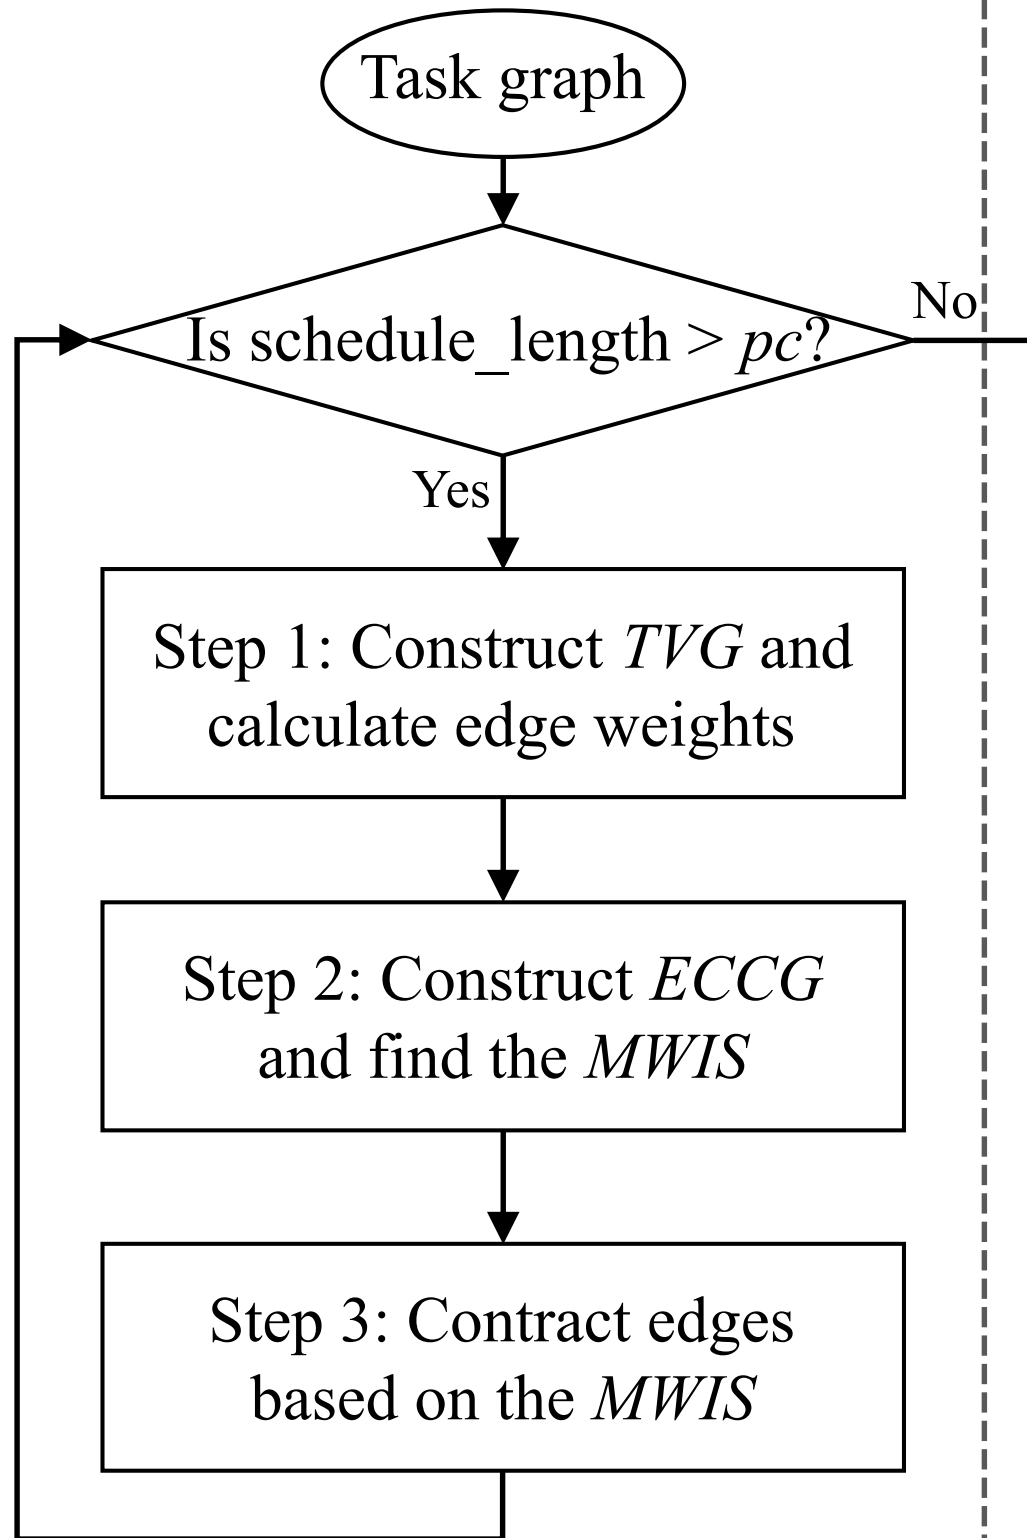 Task graph
Is schedule_length > pc?
No
Yes
Step 1: Construct TVG and
calculate edge weights
Step 2: Construct ECCG
and find the MWIS
Step 3: Contract edges
based on the MWIS